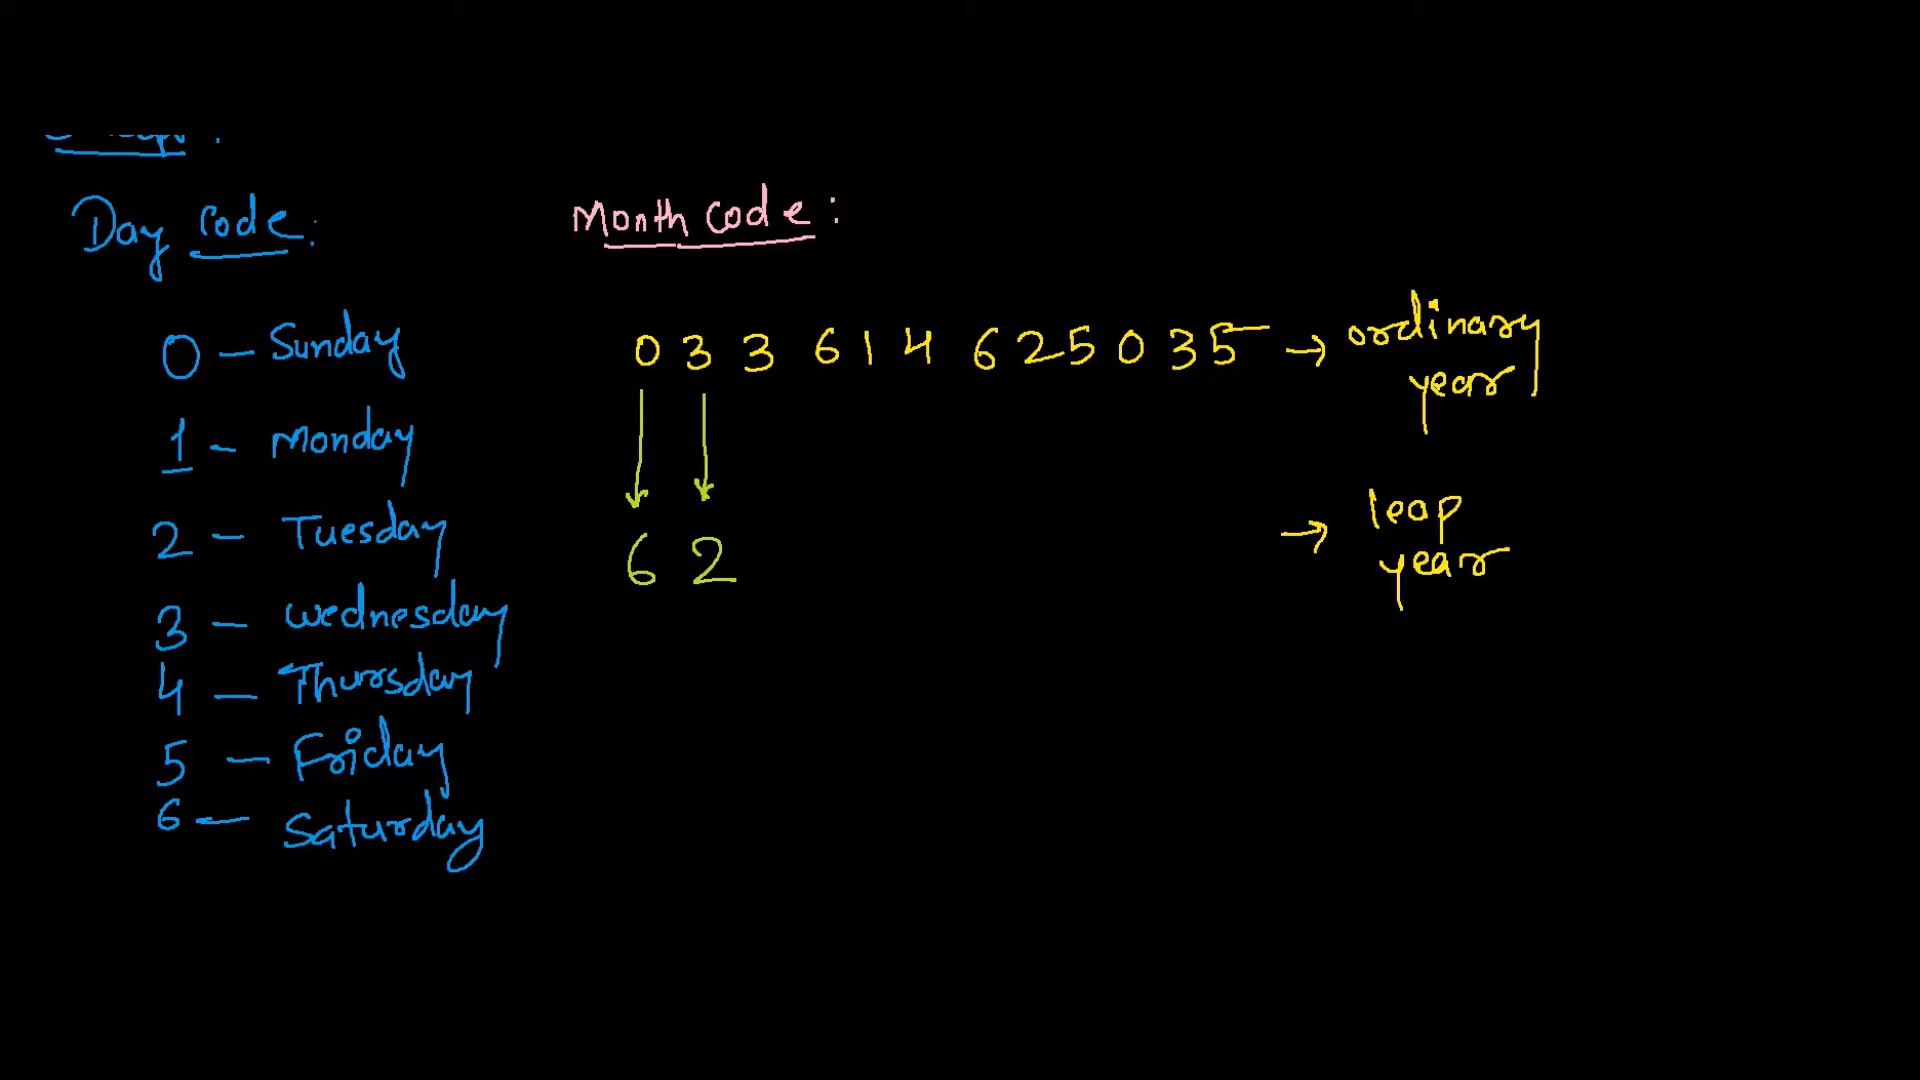 Day code:
0 - Sunday
1 - Monday
2 - Tuesday
3 - wednesday
4 - Thursday
5 - Friday
6 - Saturday
Month code:
0 3 3 6 1 4 6 2 5 0 3 5 → ordinary
year
6 2 → leap
year